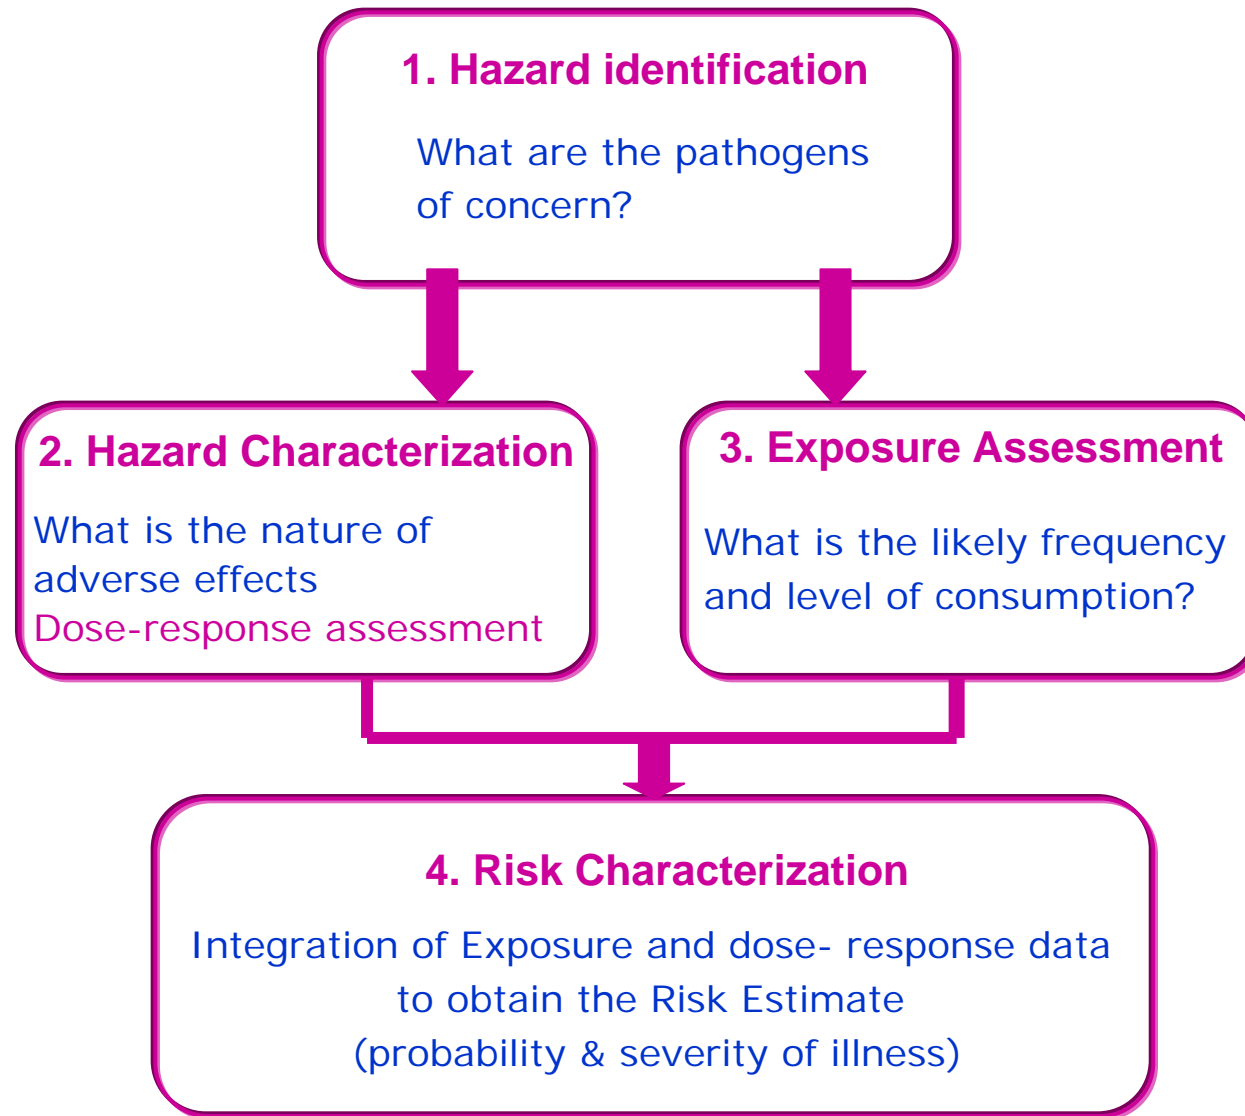 1. Hazard identification
What are the pathogens
of concern?
2. Hazard Characterization
What is the nature of
adverse effects
Dose-response assessment
3. Exposure Assessment
What is the likely frequency
and level of consumption?
4. Risk Characterization
Integration of Exposure and dose- response data
to obtain the Risk Estimate
(probability & severity of illness)